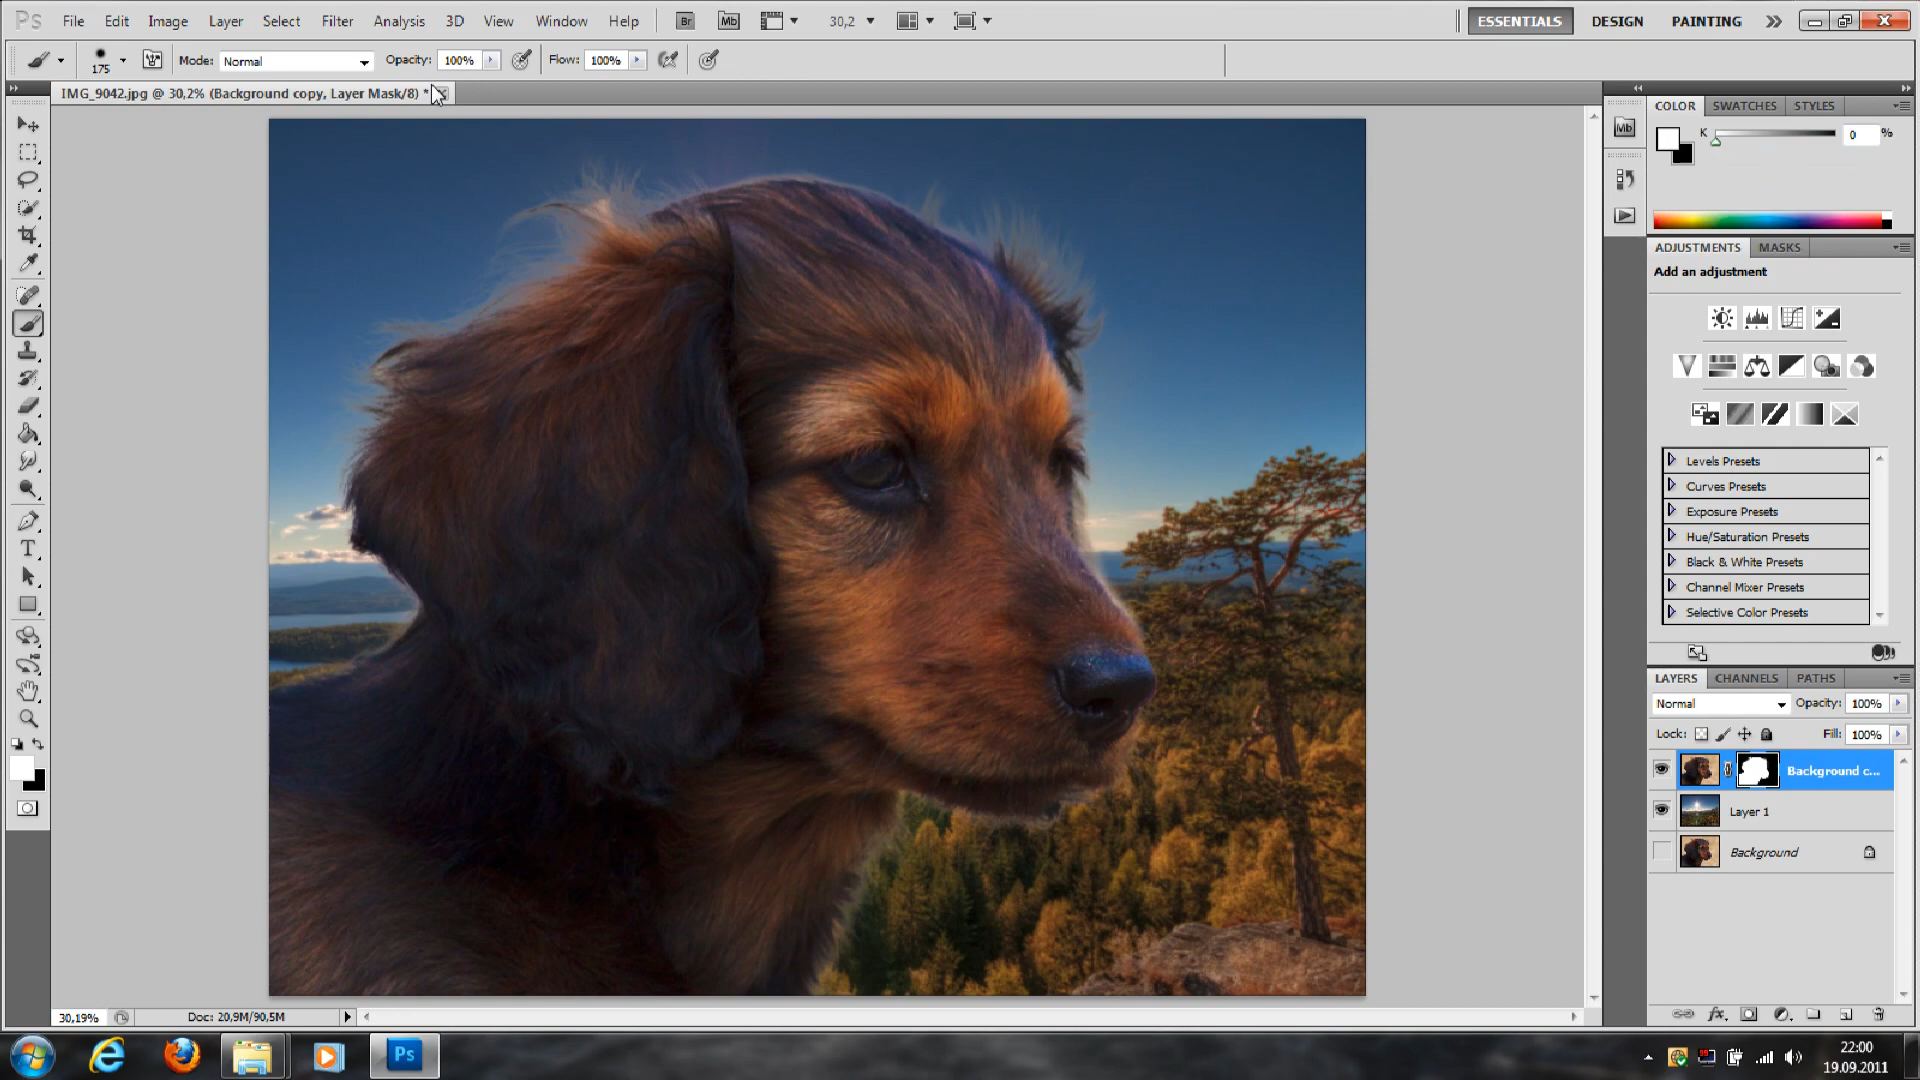 Ps File Edit Image Layer Select Filter Analysis 3D View Window Help Br Mb 30,2 ESSENTIALS DESIGN PAINTING
175 Mode: Normal Opacity: 100% Flow: 100%
IMG_9042.jpg @ 30,2% (Background copy, Layer Mask/8) *
COLOR SWATCHES STYLES
Mb
K 0 %
ADJUSTMENTS MASKS
Add an adjustment
Levels Presets
Curves Presets
Exposure Presets
Hue/Saturation Presets
Black & White Presets
Channel Mixer Presets
Selective Color Presets
LAYERS CHANNELS PATHS
Normal Opacity: 100%
Lock: Fill: 100%
Background c...
Layer 1
Background
30,19% Doc: 20,9M/90,5M
Ps
22:00
19.09.2011